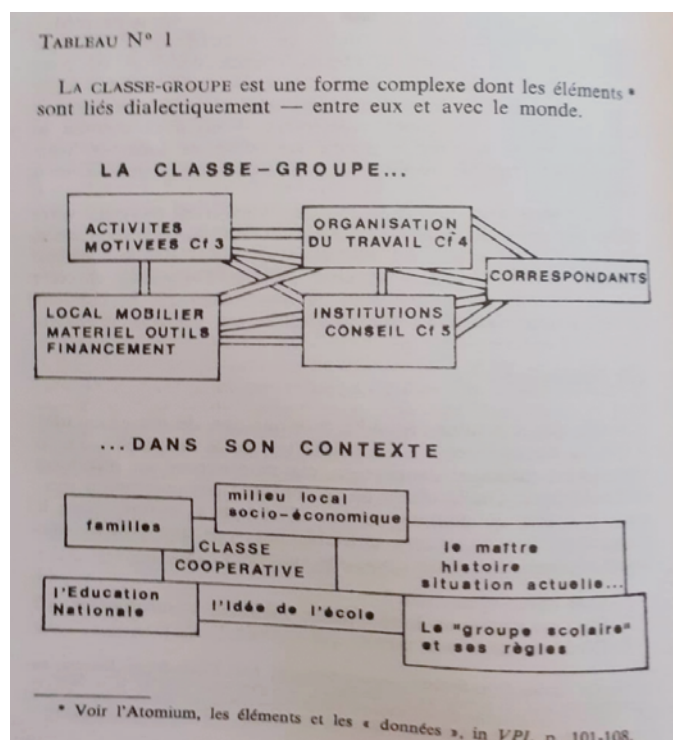 TABLEAU N° 1
LA CLASSE-GROUPE est une forme complexe dont les éléments *
sont liés dialectiquement — entre eux et avec le monde.
LA CLASSE-GROUPE...
ACTIVITES
MOTIVEES Cf 3
ORGANISATION
DU TRAVAIL Cf 4
CORRESPONDANTS
LOCAL MOBILIER
MATERIEL OUTILS
FINANCEMENT
INSTITUTIONS
CONSEIL Cf 5
...DANS SON CONTEXTE
familles
milieu local
socio-économique
CLASSE
COOPERATIVE
le maître
histoire
situation actuelle...
l'Education
Nationale
l'idée de l'école
Le "groupe scolaire"
et ses règles
* Voir l'Atomium, les éléments et les « données », in VPI, p. 101-108.